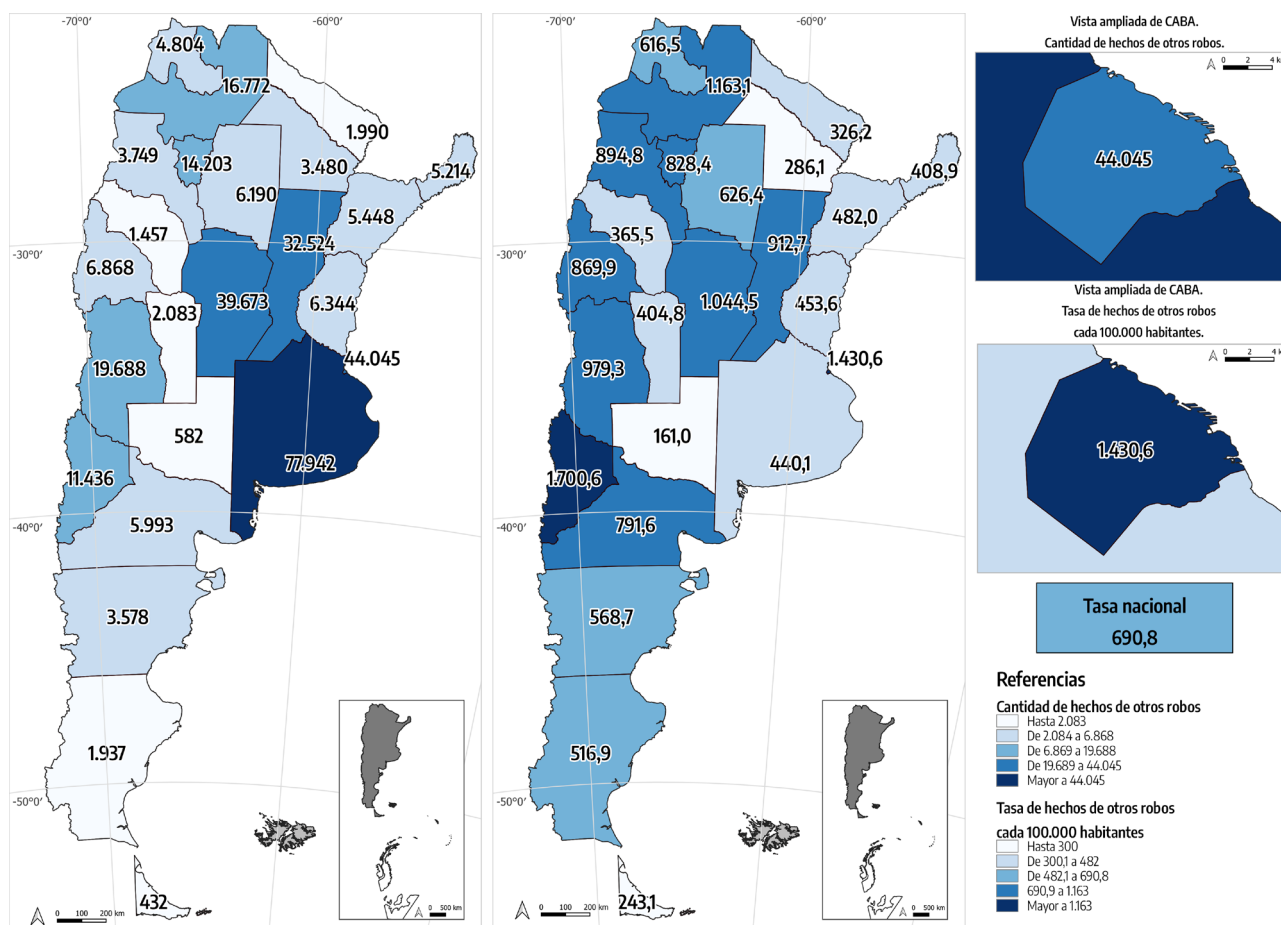 -70°0'
-60°0'
4.804
16.772
1.990
3.749
14.203
3.480
5.214
6.190
5.448
1.457
32.524
-30°0'
6.868
39.673
6.344
2.083
44.045
19.688
582
77.942
11.436
-40°0'
5.993
3.578
1.937
-50°0'
432
0 100 200 km
0 500 km
-70°0'
-60°0'
616,5
1.163,1
326,2
894,8
828,4
286,1
408,9
626,4
482,0
365,5
912,7
-30°0'
869,9
1.044,5
453,6
404,8
1.430,6
979,3
161,0
440,1
1.700,6
-40°0'
791,6
568,7
516,9
-50°0'
243,1
0 100 200 km
0 500 km
Vista ampliada de CABA.
Cantidad de hechos de otros robos.
0 2 4 k
44.045
Vista ampliada de CABA.
Tasa de hechos de otros robos
cada 100.000 habitantes.
0 2 4 k
1.430,6
Tasa nacional
690,8
Referencias
Cantidad de hechos de otros robos
Hasta 2.083
De 2.084 a 6.868
De 6.869 a 19.688
De 19.689 a 44.045
Mayor a 44.045
Tasa de hechos de otros robos
cada 100.000 habitantes
Hasta 300
De 300,1 a 482
De 482,1 a 690,8
690,9 a 1.163
Mayor a 1.163